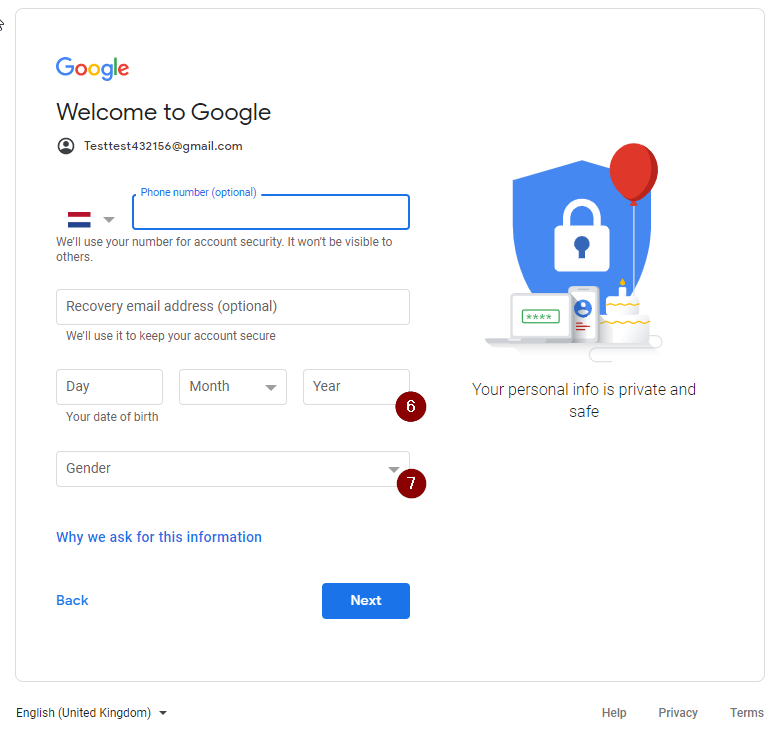 Google
Welcome to Google
Testtest432156@gmail.com
Phone number (optional)
We'll use your number for account security. It won't be visible to
others.
Recovery email address (optional)
We'll use it to keep your account secure
Day
Month
Year
6
Your date of birth
Gender
7
Why we ask for this information
Back
Next
****
Your personal info is private and
safe
English (United Kingdom)
Help
Privacy
Terms